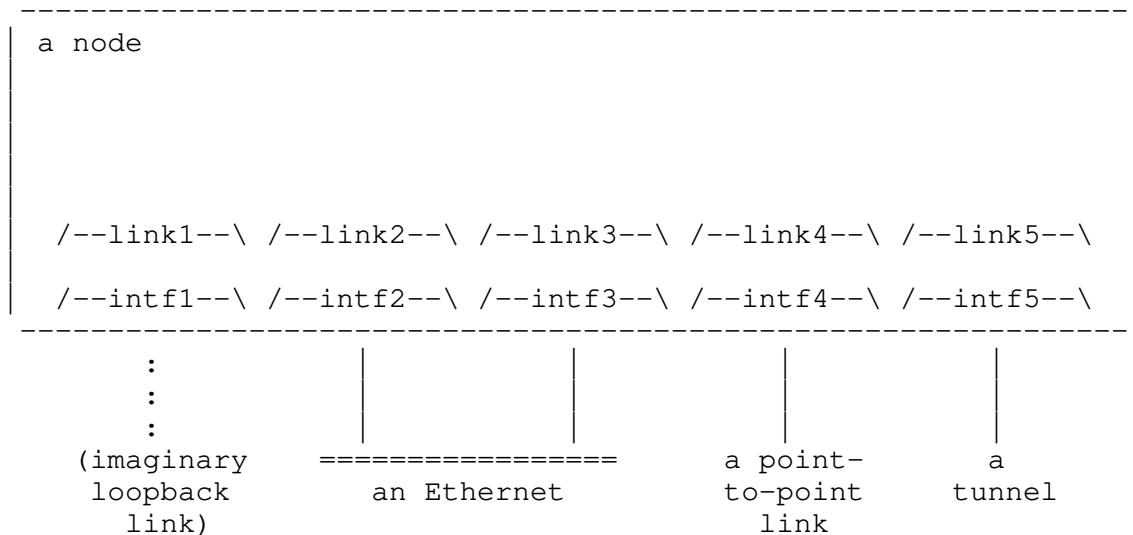 a node
/--link1--\ /--link2--\ /--link3--\ /--link4--\ /--link5--\
/--intf1--\ /--intf2--\ /--intf3--\ /--intf4--\ /--intf5--\
(imaginary ================= a point- a
loopback an Ethernet to-point tunnel
link) link